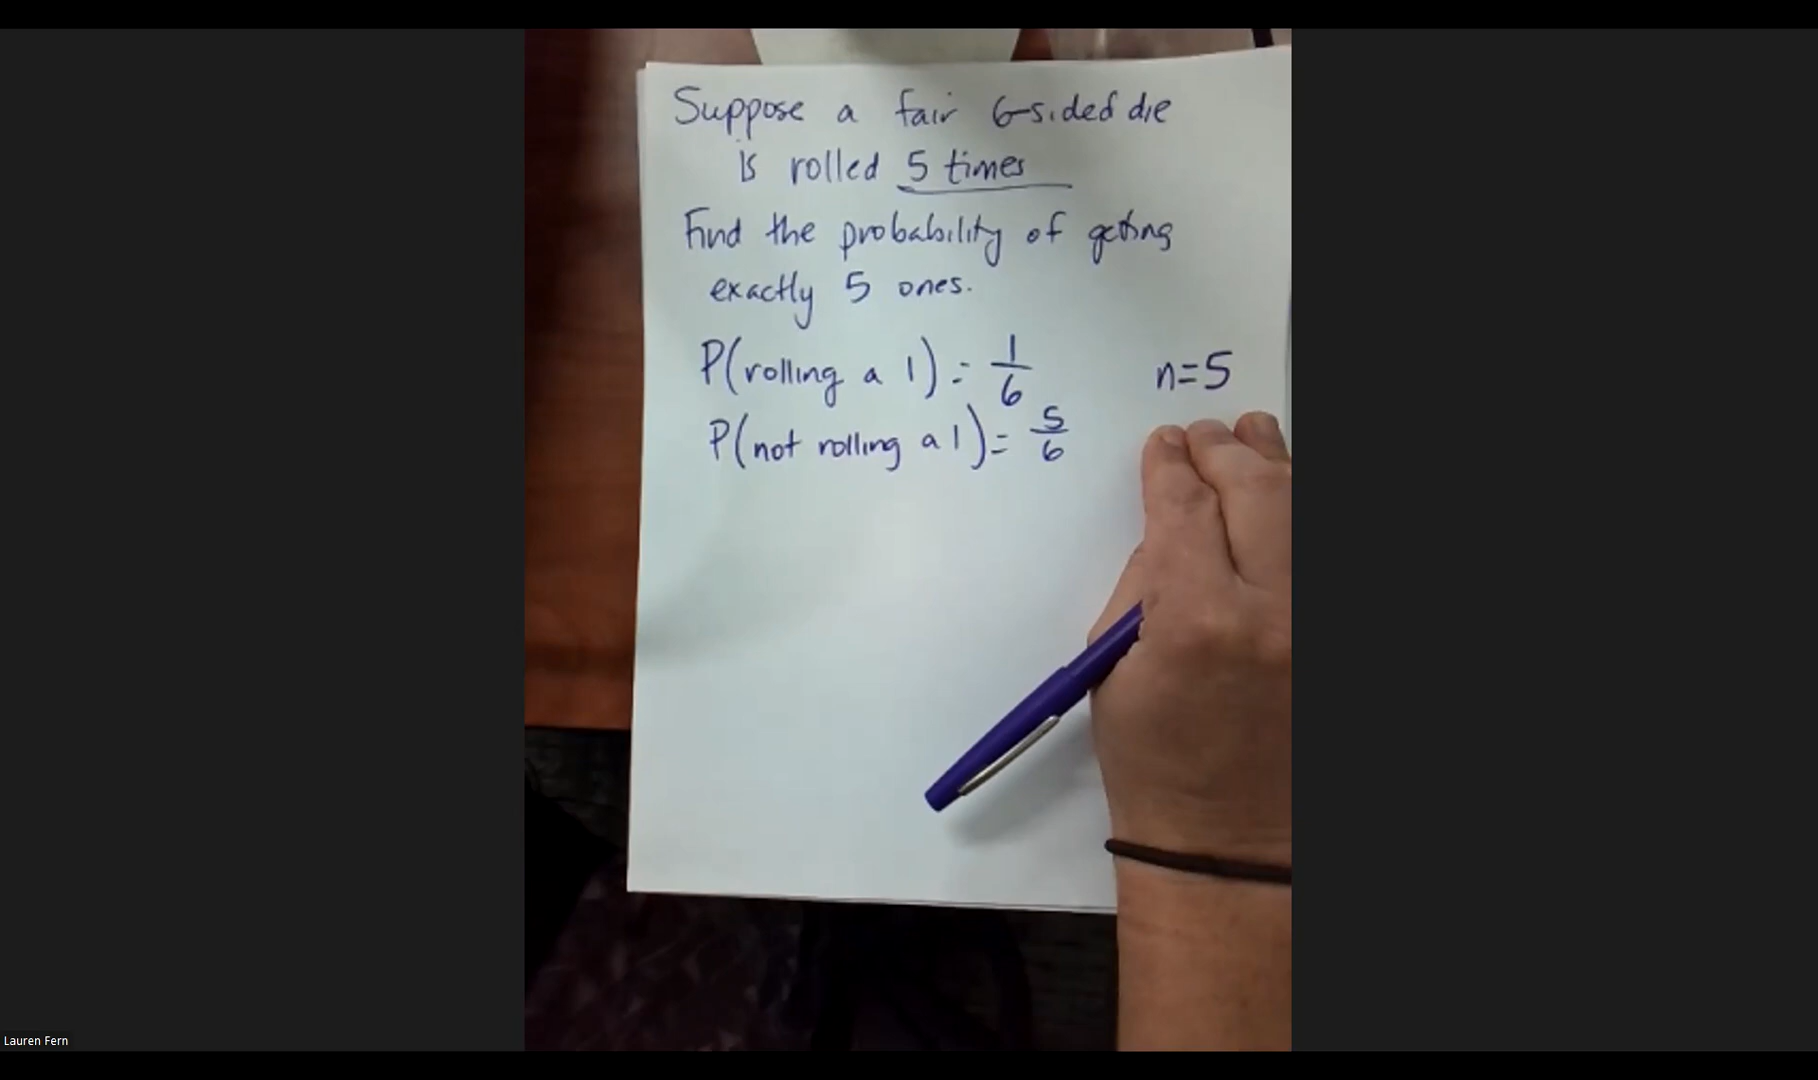 Suppose a fair 6-sided die
is rolled 5 times
Find the probability of getting
exactly 5 ones.
P(rolling a 1) = 1/6
n=5
P(not rolling a 1) = 5/6
Lauren Fern